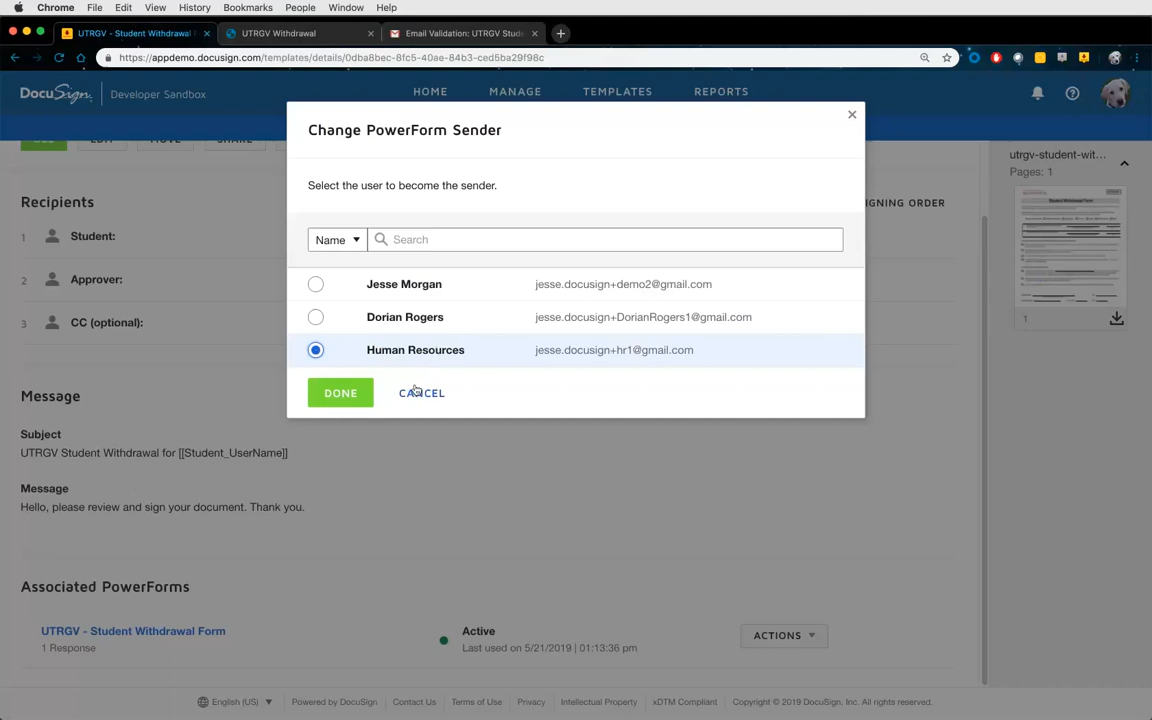 Chrome File Edit View History Bookmarks People Window Help
UTRGV - Student Withdrawal
UTRGV Withdrawal
Email Validation: UTRGV Stude
https://appdemo.docusign.com/templates/details/0dba8bec-8fc5-40ae-84b3-ced5ba29f98c
DocuSign Developer Sandbox HOME MANAGE TEMPLATES REPORTS
Change PowerForm Sender
Select the user to become the sender.
Name Search
Jesse Morgan jesse.docusign+demo2@gmail.com
Dorian Rogers jesse.docusign+DorianRogers1@gmail.com
Human Resources jesse.docusign+hr1@gmail.com
DONE CANCEL
Recipients
1 Student:
2 Approver:
3 CC (optional):
Message
Subject
UTRGV Student Withdrawal for [[Student_UserName]]
Message
Hello, please review and sign your document. Thank you.
Associated PowerForms
UTRGV - Student Withdrawal Form
1 Response
Active
Last used on 5/21/2019 | 01:13:36 pm
ACTIONS
utrgv-student-wit...
Pages: 1
Student Withdrawal Form
1
English (US) Powered by DocuSign Contact Us Terms of Use Privacy Intellectual Property xDTM Compliant Copyright © 2019 DocuSign, Inc. All rights reserved.